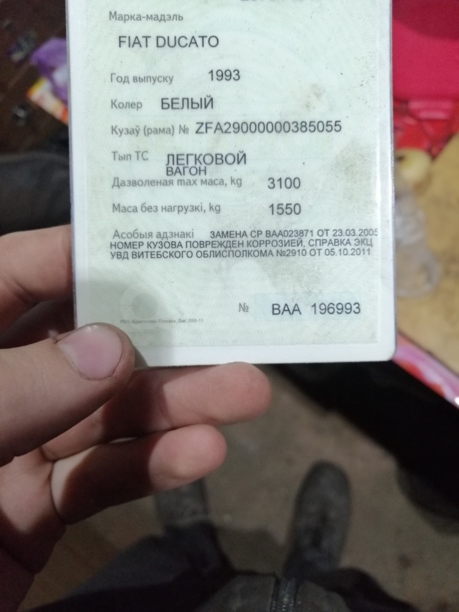 Марка-мадэль
FIAT DUCATO
Год выпуску 1993
Колер БЕЛЫЙ
Кузаў (рама) № ZFA29000000385055
Тып ТС ЛЕГКОВОЙ
ВАГОН
Дазволеная max маса, kg 3100
Маса без нагрузкі, kg 1550
Асобыя адзнакі ЗАМЕНА СР ВАА023871 ОТ 23.03.2005
НОМЕР КУЗОВА ПОВРЕЖДЕН КОРРОЗИЕЙ, СПРАВКА ЭКЦ
УВД ВИТЕБСКОГО ОБЛИСПОЛКОМА №2910 ОТ 05.10.2011
№ ВАА 196993